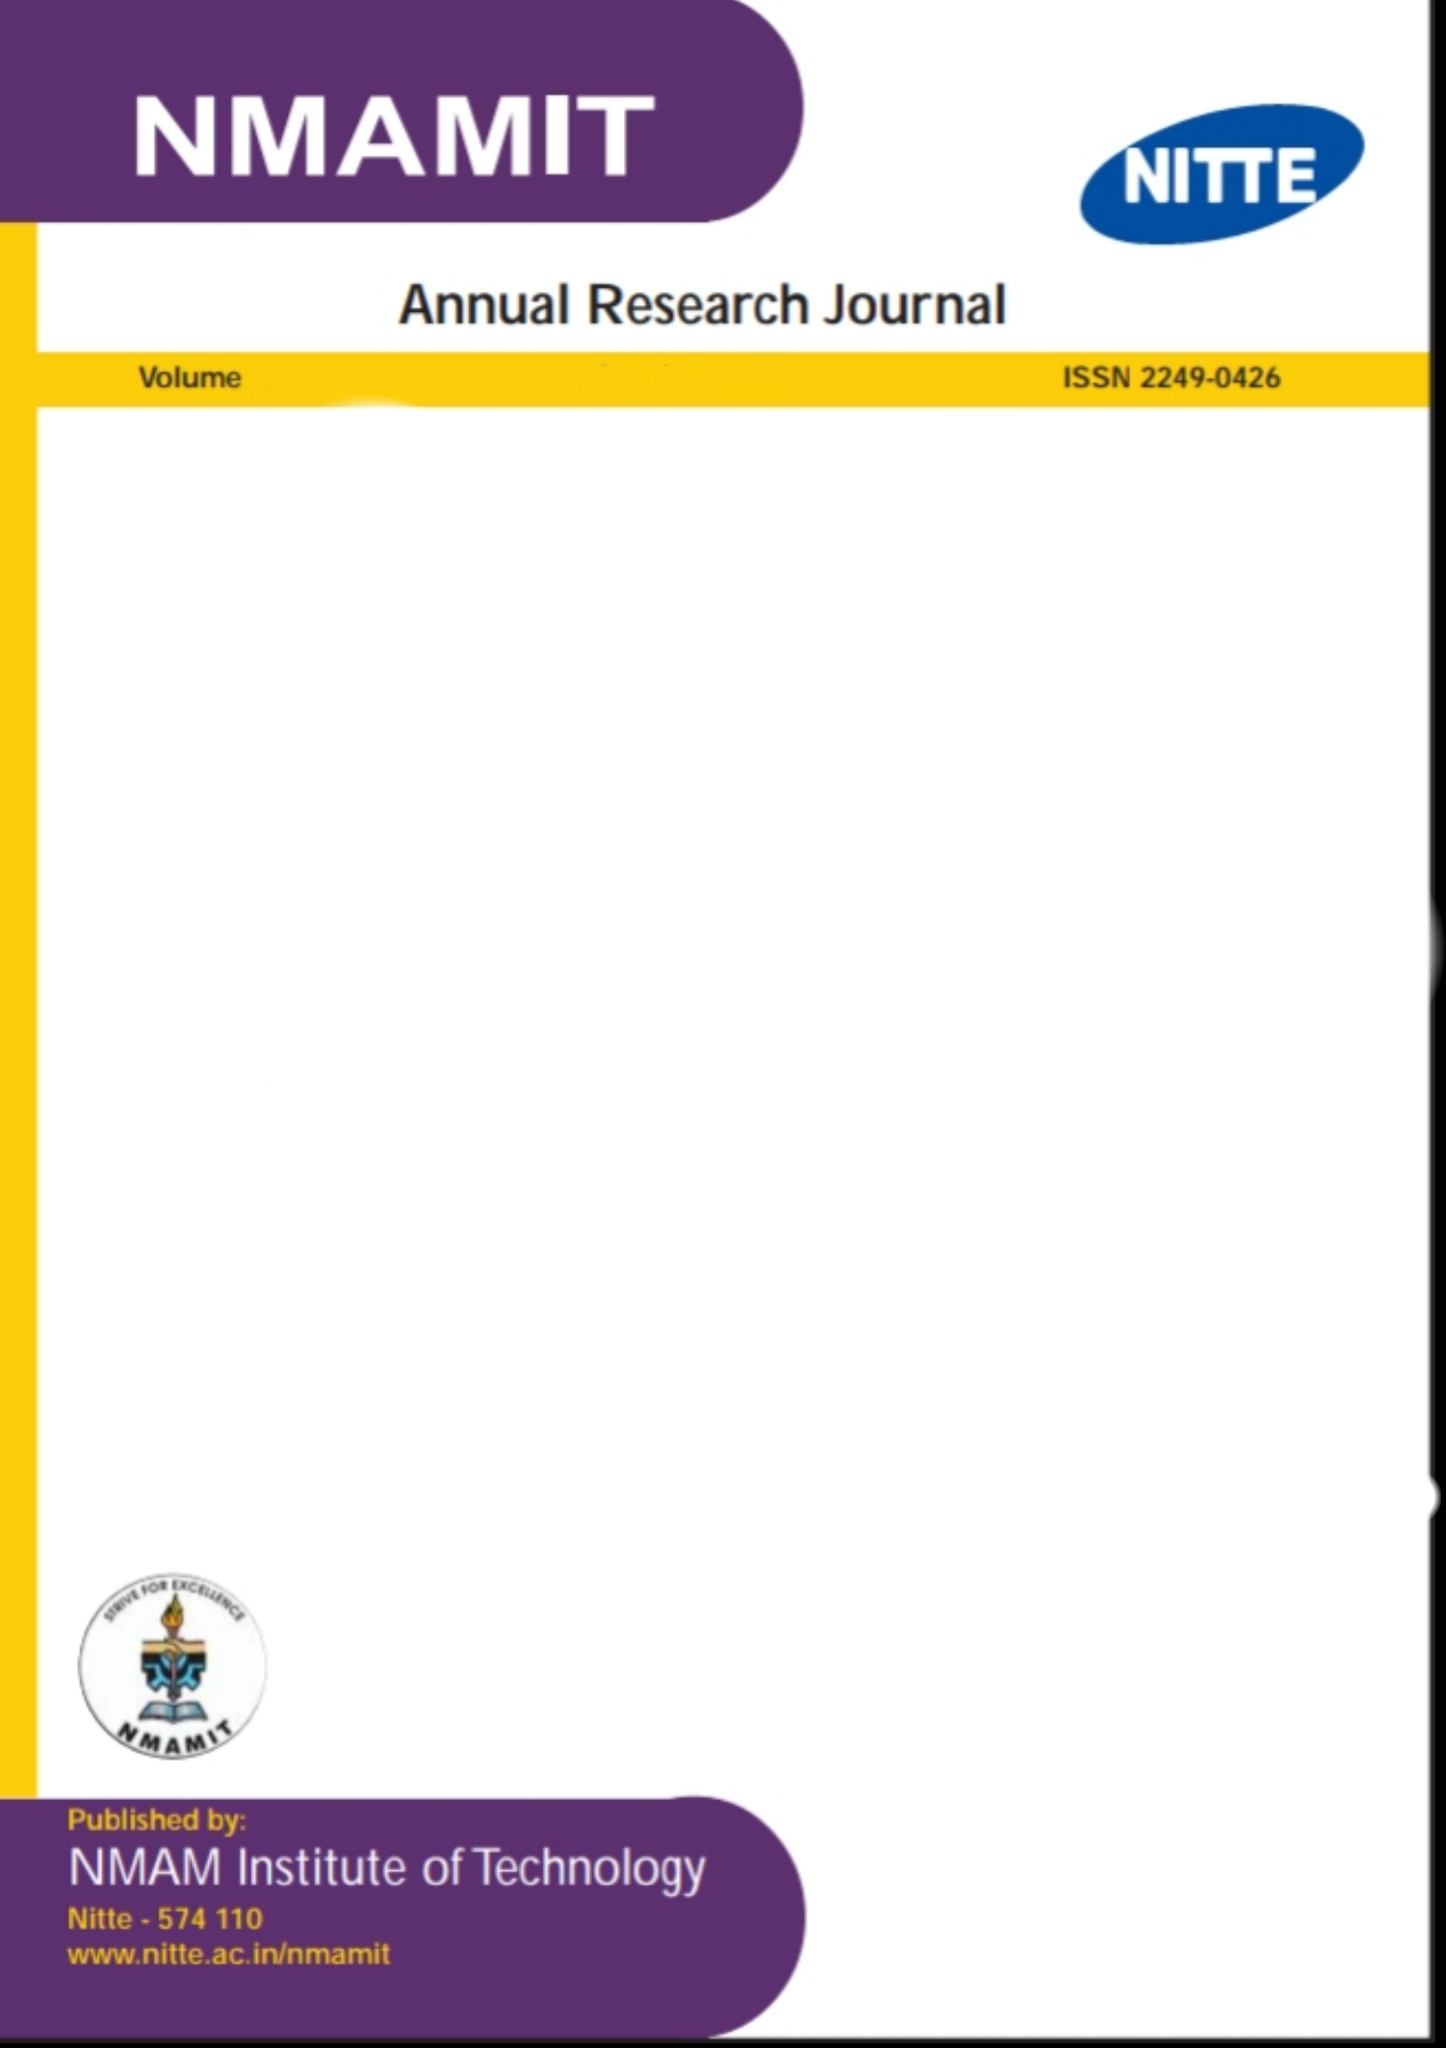 NMAMIT
NITTE
Annual Research Journal
Volume
ISSN 2249-0426
STRIVE FOR EXCELLENCE
NMAMIT
Published by:
NMAM Institute of Technology
Nitte - 574 110
www.nitte.ac.in/nmamit